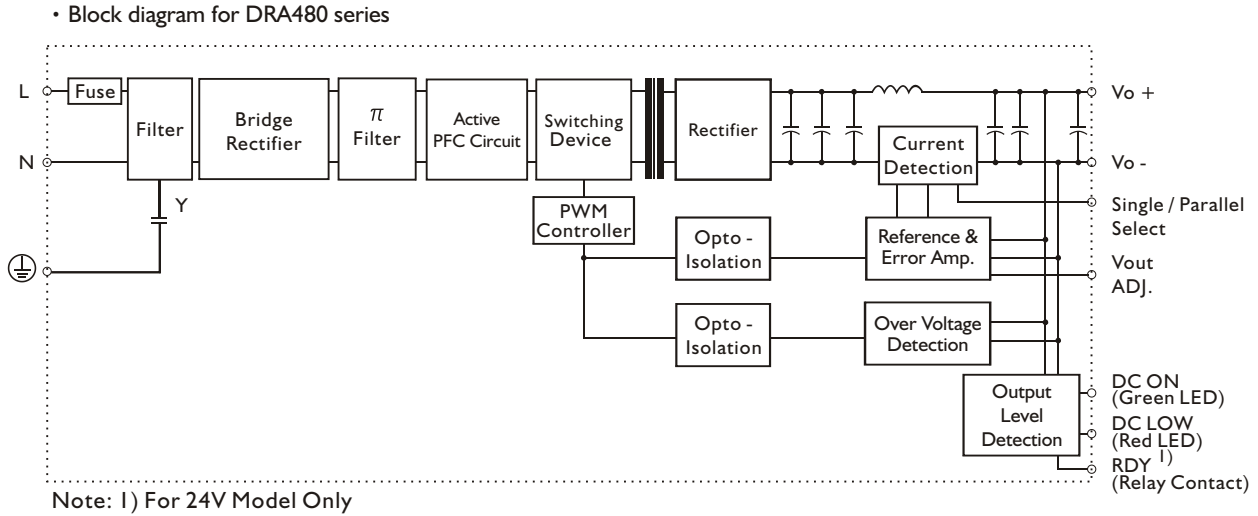 • Block diagram for DRA480 series
L
Fuse
N
Filter
Y
Bridge
Rectifier
π
Filter
Active
PFC Circuit
Switching
Device
PWM
Controller
Rectifier
Current
Detection
Opto -
Isolation
Reference &
Error Amp.
Opto -
Isolation
Over Voltage
Detection
Output
Level
Detection
Vo +
Vo -
Single / Parallel
Select
Vout
ADJ.
DC ON
(Green LED)
DC LOW
(Red LED)
RDY 1)
(Relay Contact)
Note: 1) For 24V Model Only